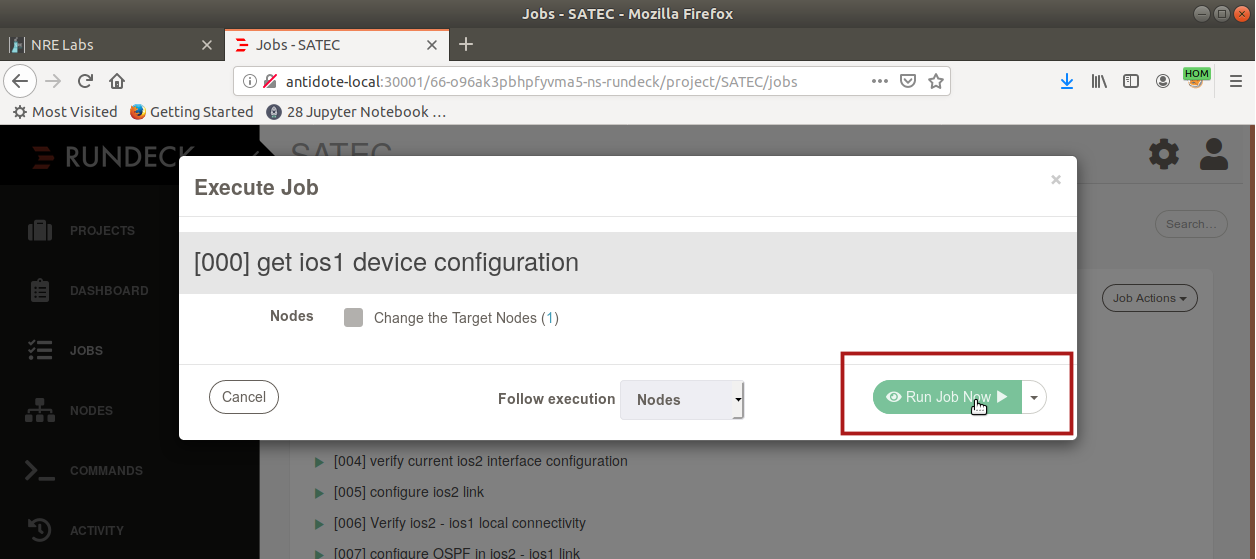 Jobs - SATEC - Mozilla Firefox
NRE Labs
Jobs - SATEC
antidote-local:30001/66-o96ak3pbhpfyvma5-ns-rundeck/project/SATEC/jobs
HOM
Most Visited Getting Started 28 Jupyter Notebook …
RUNDECK
SATEC
Execute Job
PROJECTS
Search…
[000] get ios1 device configuration
DASHBOARD
Job Actions
Nodes Change the Target Nodes (1)
JOBS
Cancel Follow execution Nodes Run Job Now
NODES
[004] verify current ios2 interface configuration
COMMANDS
[005] configure ios2 link
[006] Verify ios2 - ios1 local connectivity
ACTIVITY
[007] configure OSPF in ios2 - ios1 link